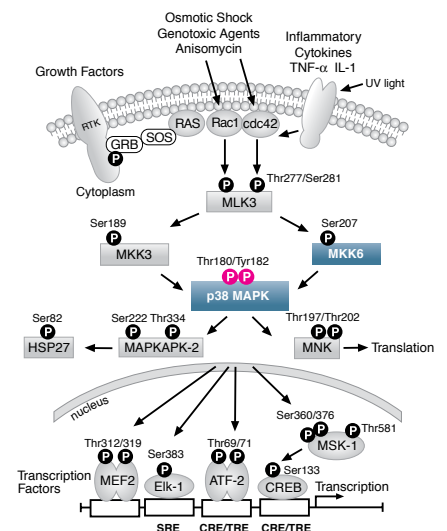 Osmotic Shock
Genotoxic Agents
Anisomycin
Inflammatory
Cytokines
TNF-α IL-1
UV light
Growth Factors
RTK
GRB
SOS
RAS
Rac1
cdc42
P
Cytoplasm
P
P
Thr277/Ser281
MLK3
Ser189
P
MKK3
Ser207
P
MKK6
Thr180/Tyr182
P P
p38 MAPK
Ser82
P
HSP27
Ser222 Thr334
P P
MAPKAPK-2
Thr197/Thr202
P P
MNK
Translation
nucleus
Ser360/376
P P
Thr581
P
MSK-1
Thr312/319
P P
MEF2
Ser383
P
Elk-1
Thr69/71
P P
ATF-2
Ser133
P
CREB
Transcription
Factors
Transcription
SRE
CRE/TRE
CRE/TRE